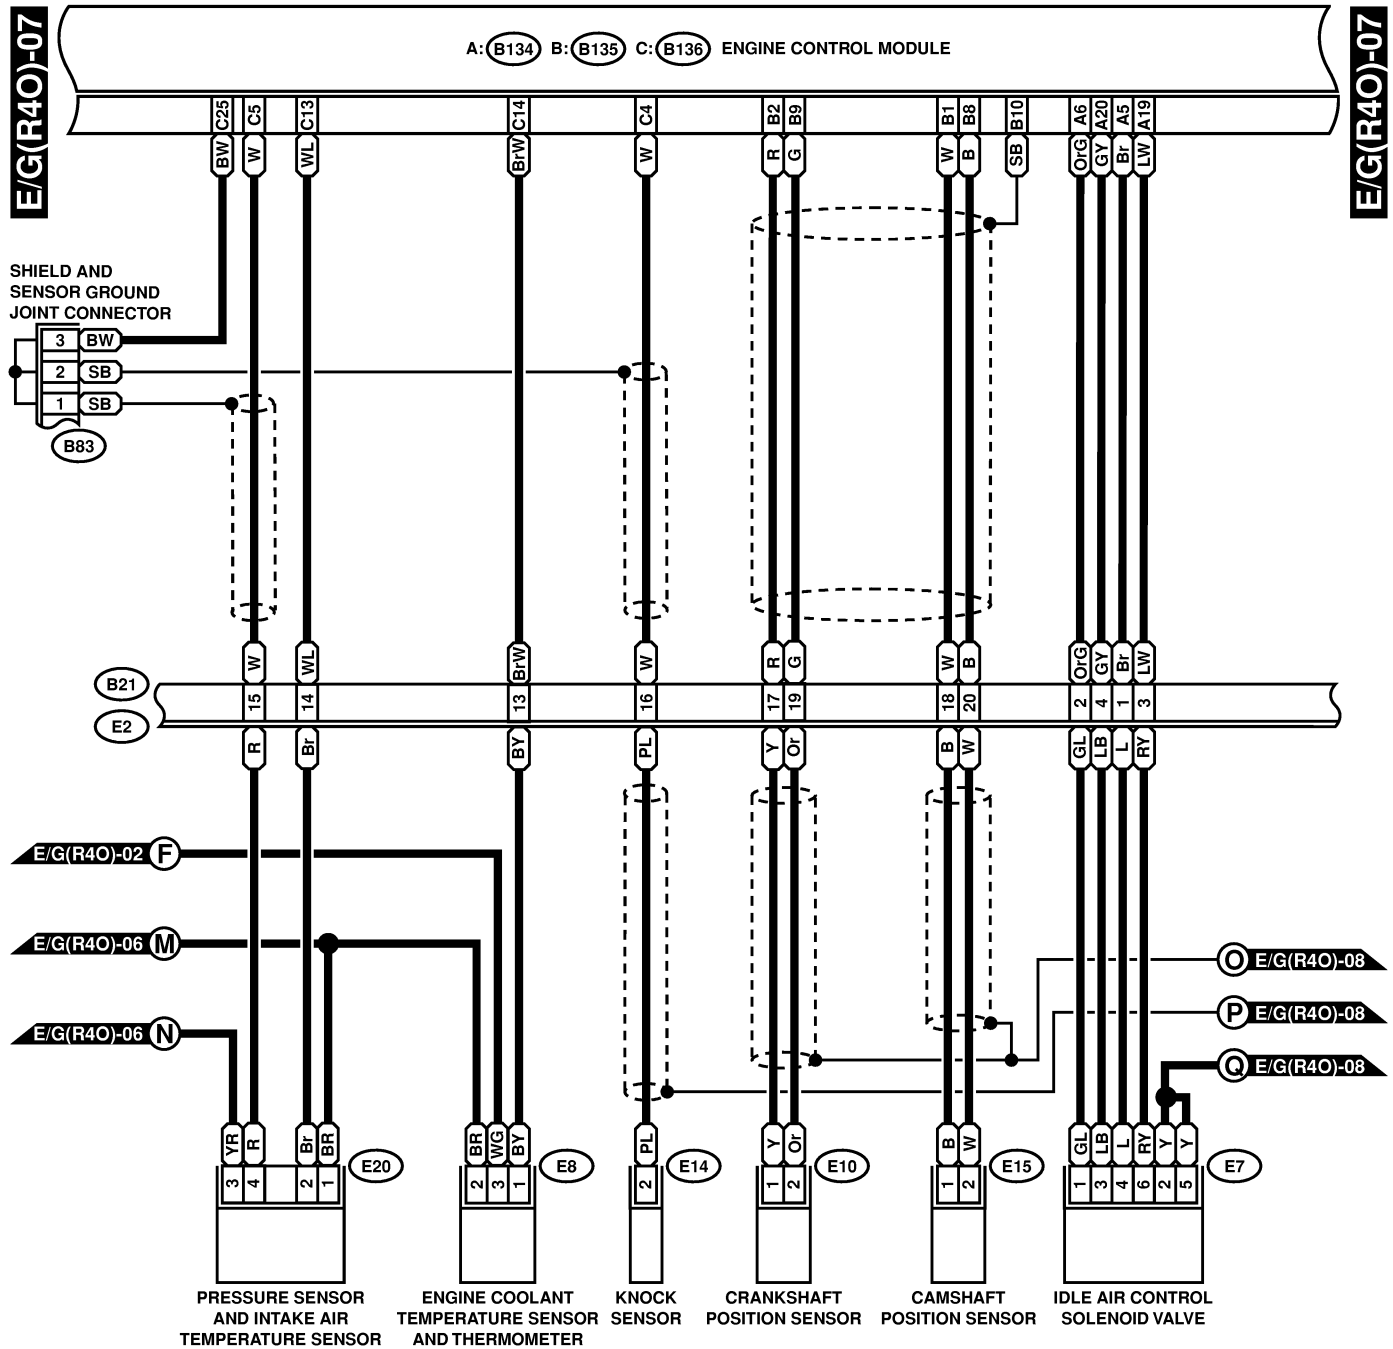 E/G(R4O)-07
E/G(R4O)-07
A: B134 B: B135 C: B136 ENGINE CONTROL MODULE
C25 C5 C13 C14 C4 B2 B9 B1 B8 B10 A6 A20 A5 A19
BW W WL BrW W R G W B SB OrG GY Br LW
SHIELD AND
SENSOR GROUND
JOINT CONNECTOR
3 BW
2 SB
1 SB
B83
W WL BrW W R G W B OrG GY Br LW
B21
15 14 13 16 17 19 18 20 2 4 1 3
E2
R Br BY PL Y Or B W GL LB L RY
E/G(R4O)-02 F
E/G(R4O)-06 M
O E/G(R4O)-08
P E/G(R4O)-08
E/G(R4O)-06 N
Q E/G(R4O)-08
YR R Br BR BR WG BY PL Y Or B W GL LB L RY Y Y
E20 E8 E14 E10 E15 E7
3 4 2 1 2 3 1 2 1 2 1 2 1 3 4 6 2 5
PRESSURE SENSOR
AND INTAKE AIR
TEMPERATURE SENSOR
ENGINE COOLANT
TEMPERATURE SENSOR
AND THERMOMETER
KNOCK
SENSOR
CRANKSHAFT
POSITION SENSOR
CAMSHAFT
POSITION SENSOR
IDLE AIR CONTROL
SOLENOID VALVE